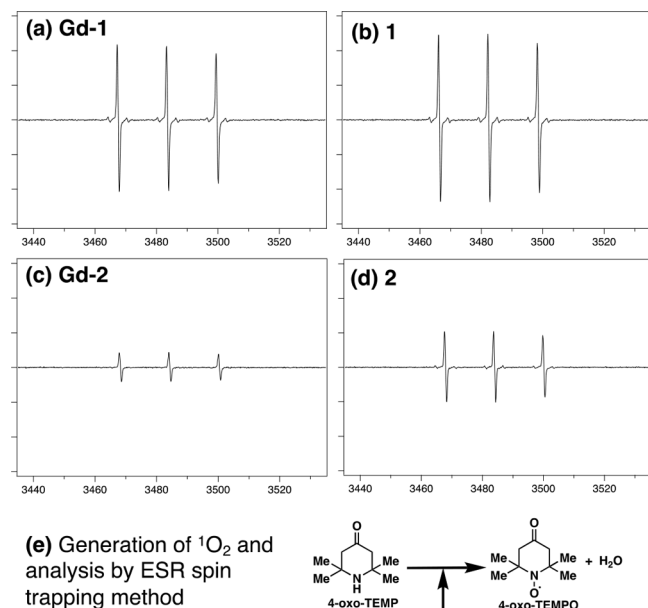 (a) Gd-1
(b) 1
3440 3460 3480 3500 3520
3440 3460 3480 3500 3520
(c) Gd-2
(d) 2
3440 3460 3480 3500 3520
3440 3460 3480 3500 3520
(e) Generation of ¹O₂ and
analysis by ESR spin
trapping method
O
Me Me
Me N Me
H
4-oxo-TEMP
O
Me Me
Me N Me
O·
4-oxo-TEMPO
+ H₂O